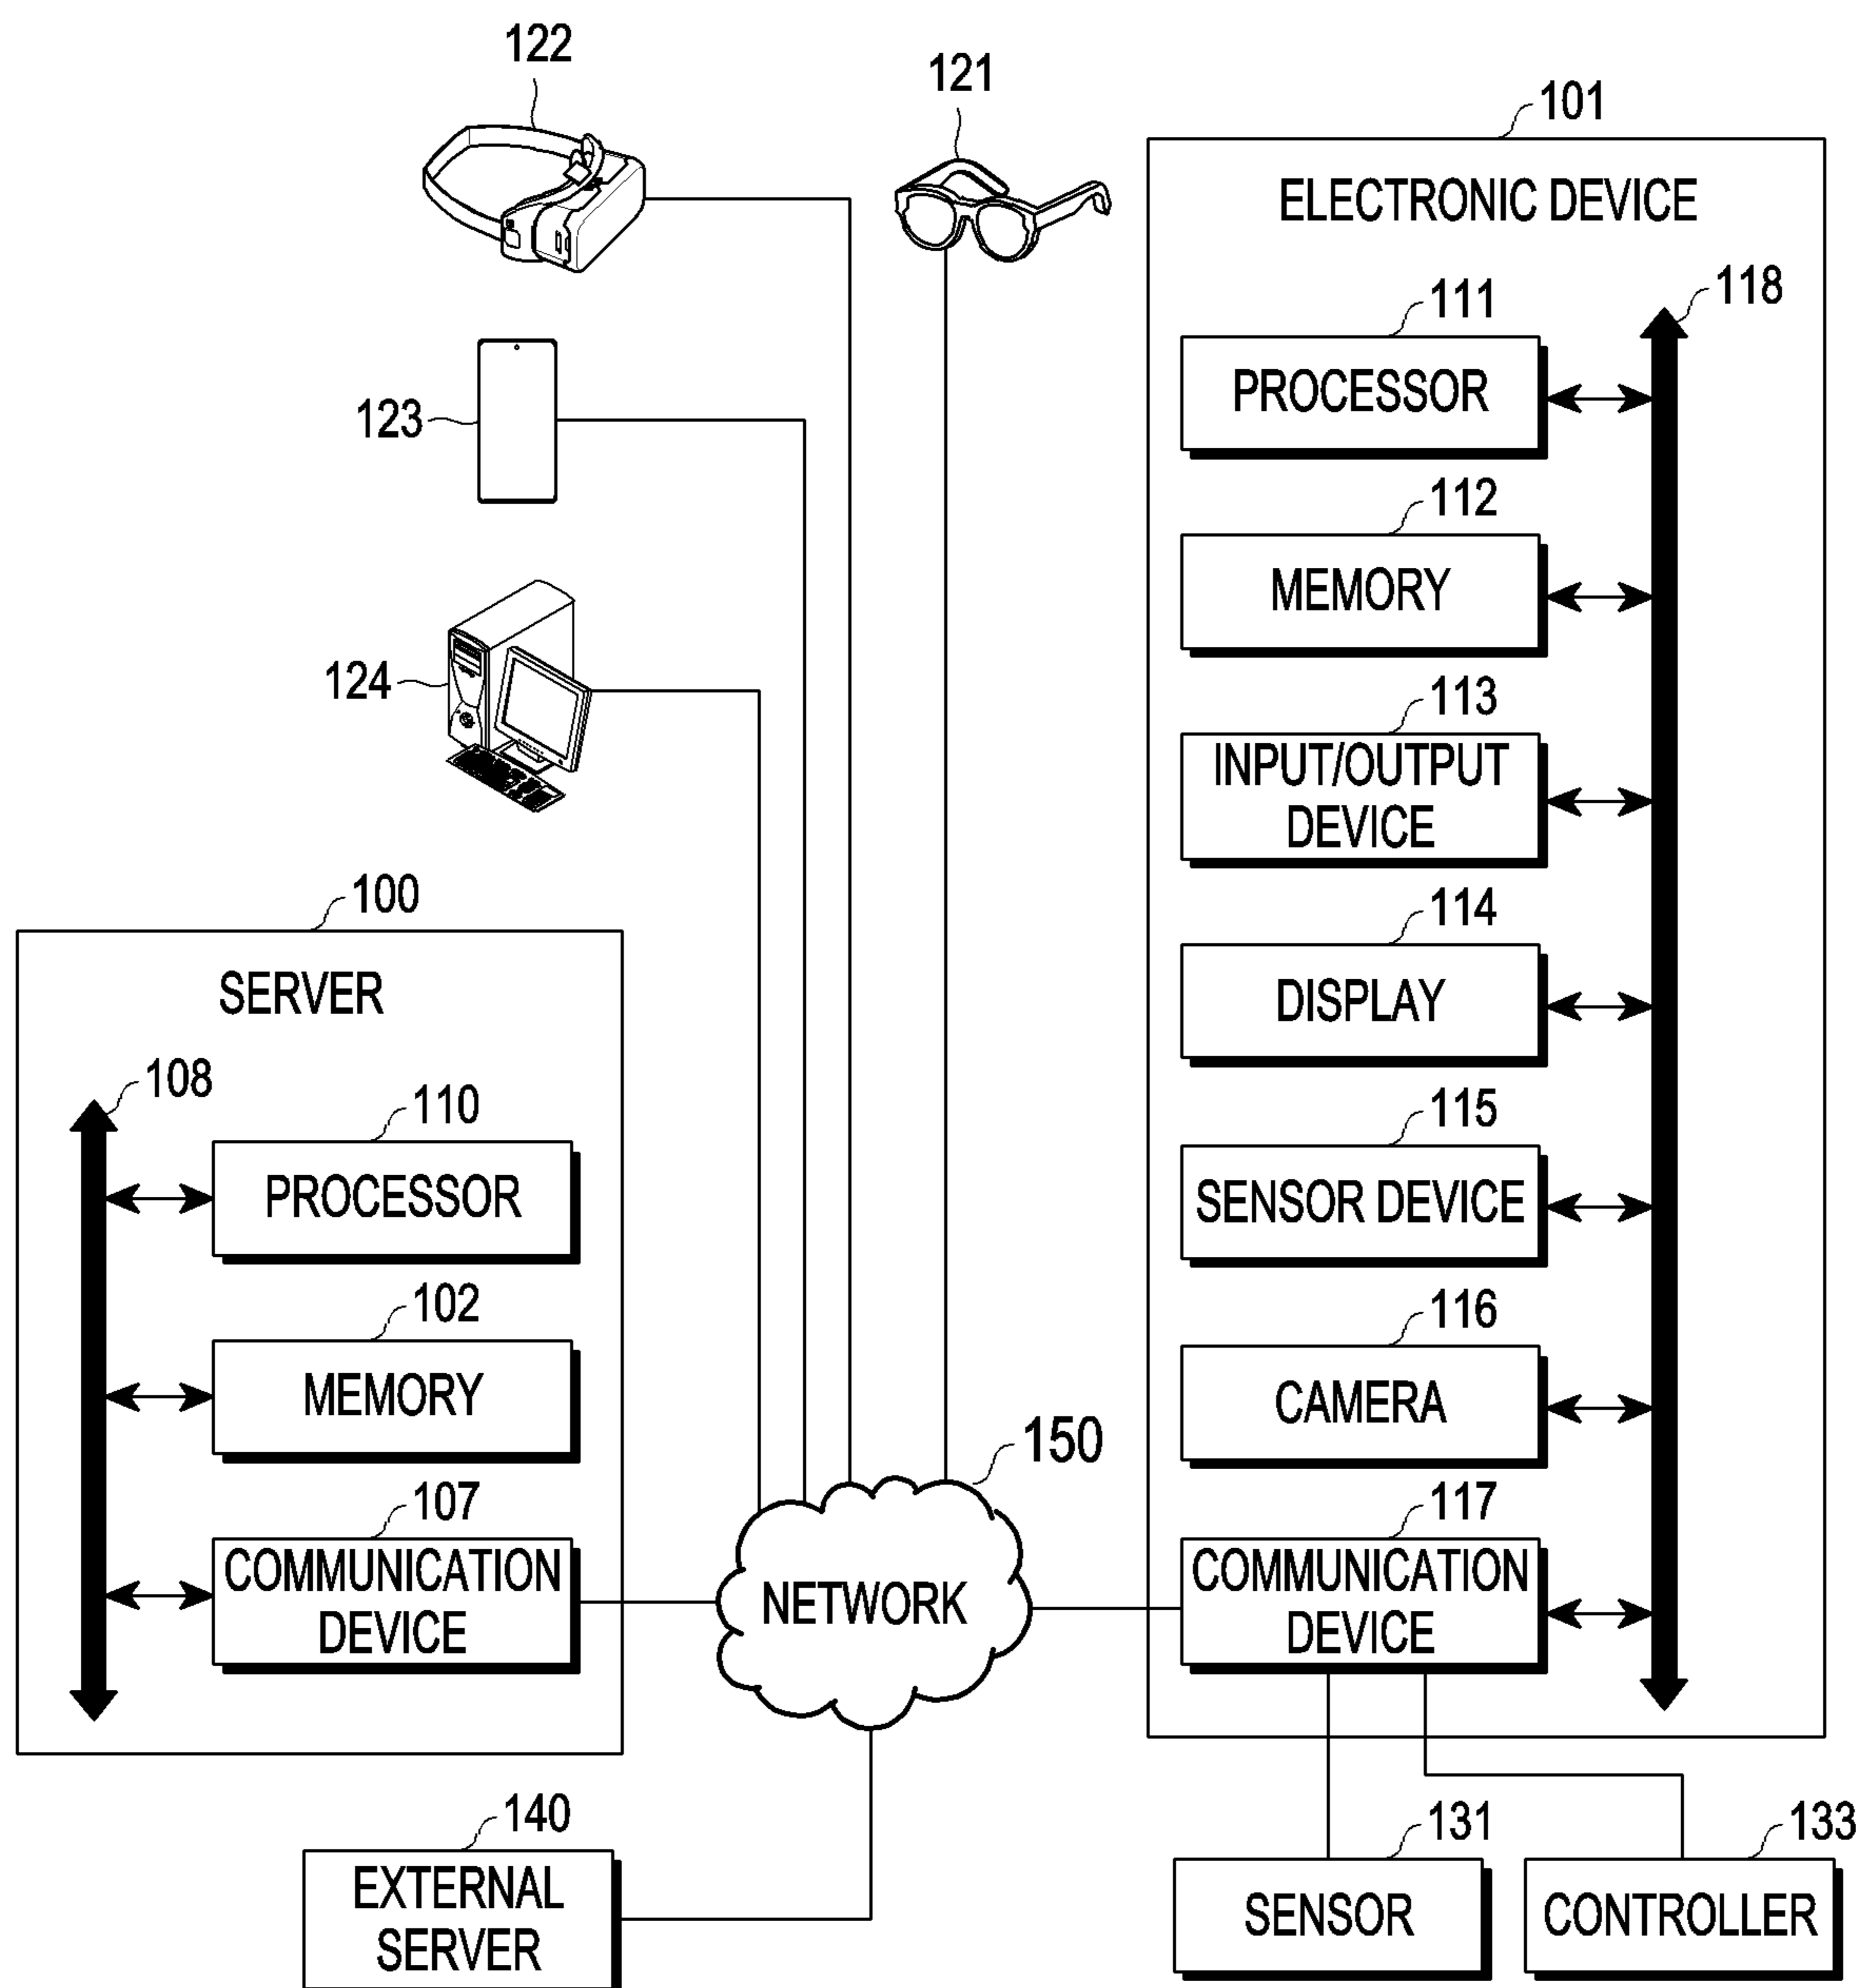 122
121
101
ELECTRONIC DEVICE
118
111
PROCESSOR
123
112
MEMORY
124
113
INPUT/OUTPUT
DEVICE
100
SERVER
114
DISPLAY
108
110
PROCESSOR
115
SENSOR DEVICE
102
MEMORY
116
CAMERA
150
NETWORK
107
COMMUNICATION
DEVICE
117
COMMUNICATION
DEVICE
140
EXTERNAL
SERVER
131
SENSOR
133
CONTROLLER